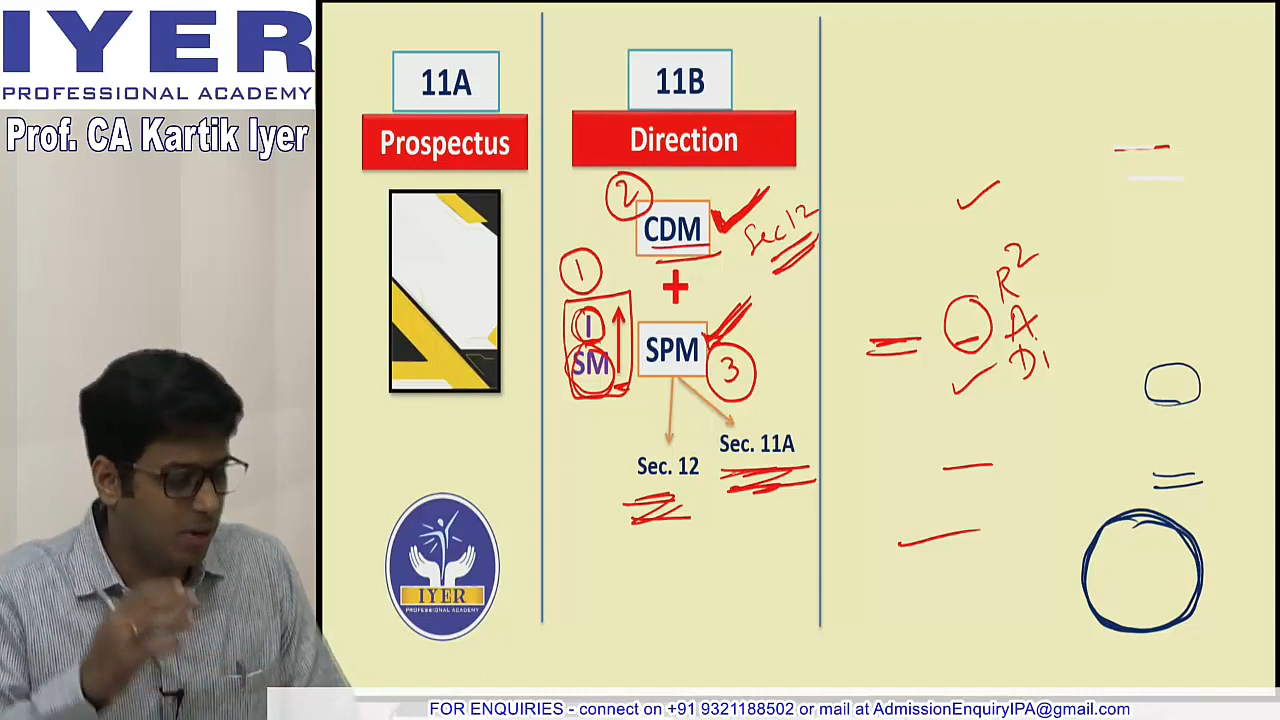 IYER
PROFESSIONAL ACADEMY
Prof. CA Kartik Iyer
11A
Prospectus
11B
Direction
2
CDM
Sec 12
1
+
I
SM
SPM
3
Sec. 12
Sec. 11A
R2
A
Di
IYER
PROFESSIONAL ACADEMY
FOR ENQUIRIES - connect on +91 9321188502 or mail at AdmissionEnquiryIPA@gmail.com